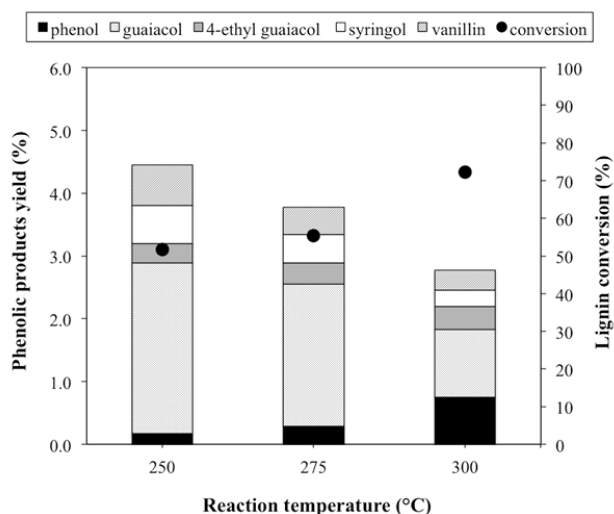 phenol guaiacol 4-ethyl guaiacol syringol vanillin conversion
6.0 100
90
5.0 80
70
4.0
60
3.0 50
40
2.0
30
1.0 20
10
0.0 0
Phenolic products yield (%)
Lignin conversion (%)
250 275 300
Reaction temperature (°C)